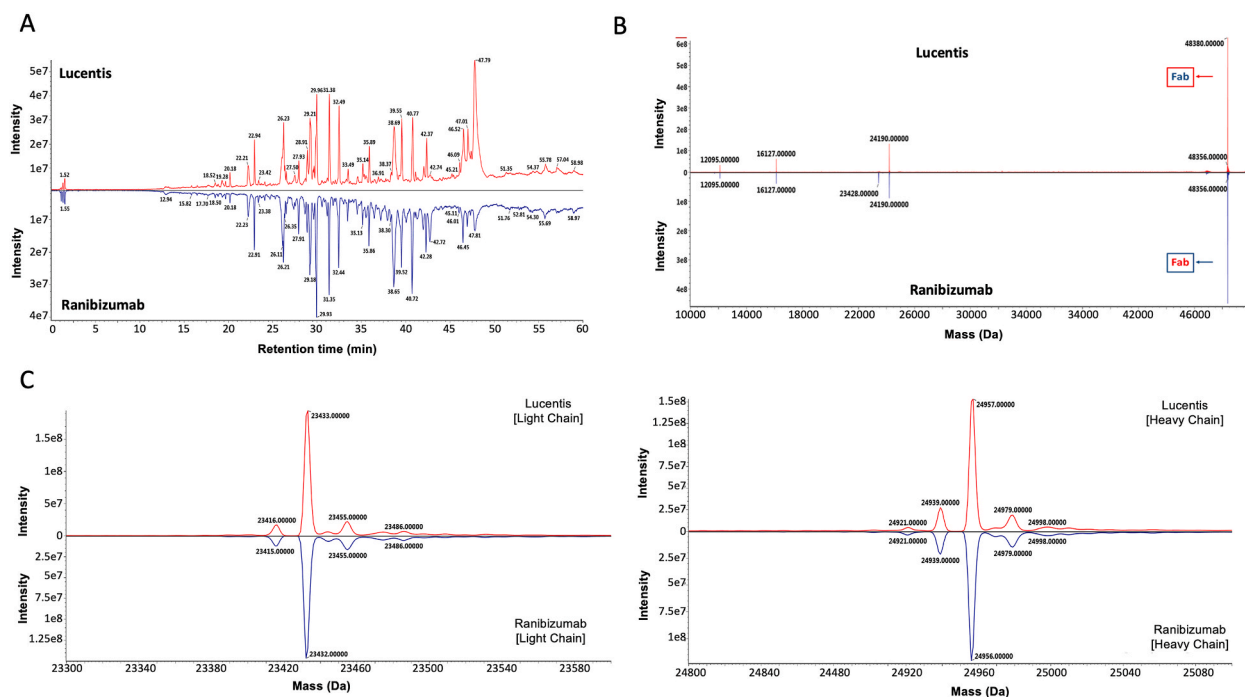 A
Lucentis
5e7
4e7
3e7
2e7
1e7
1e7
2e7
3e7
4e7
Intensity
Intensity
1.52
18.52
19.28
20.18
22.21
22.94
23.42
26.23
27.58
27.93
28.91
29.21
29.96
31.38
32.49
33.49
35.14
35.89
36.91
38.37
38.69
39.55
40.77
42.37
42.74
45.21
46.09
46.52
47.01
47.79
51.35
54.37
55.78
57.04
58.98
1.55
12.94
15.82
17.70
18.50
20.18
22.23
22.91
23.38
26.11
26.21
26.35
27.91
29.18
29.93
31.35
32.44
35.13
35.86
38.30
38.65
39.52
40.72
42.28
42.72
45.11
46.01
46.45
47.81
51.76
52.81
54.30
55.69
58.97
Ranibizumab
0 5 10 15 20 25 30 35 40 45 50 55 60
Retention time (min)
B
Lucentis
6e8
5e8
4e8
3e8
2e8
1e8
0
1e8
2e8
3e8
4e8
Intensity
Intensity
48380.00000
Fab
24190.00000
16127.00000
12095.00000
48356.00000
12095.00000
16127.00000
23428.00000
24190.00000
48356.00000
Fab
Ranibizumab
10000 14000 18000 22000 26000 30000 34000 38000 42000 46000
Mass (Da)
C
Lucentis
[Light Chain]
1.5e8
1e8
5e7
0
2.5e7
5e7
7.5e7
1e8
1.25e8
Intensity
Intensity
23433.00000
23416.00000
23455.00000
23486.00000
23415.00000
23455.00000
23486.00000
23432.00000
Ranibizumab
[Light Chain]
23300 23340 23380 23420 23460 23500 23540 23580
Mass (Da)
Lucentis
[Heavy Chain]
1.5e8
1.25e8
1e8
7.5e7
5e7
2.5e7
0
2.5e7
5e7
7.5e7
1e8
Intensity
Intensity
24957.00000
24939.00000
24921.00000
24979.00000
24998.00000
24921.00000
24939.00000
24979.00000
24998.00000
24956.00000
Ranibizumab
[Heavy Chain]
24800 24840 24880 24920 24960 25000 25040 25080
Mass (Da)